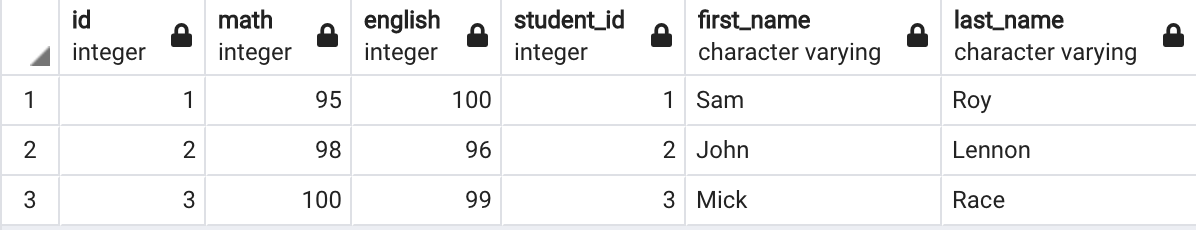 id math english student_id first_name last_name
integer integer integer integer character varying character varying
1 1 95 100 1 Sam Roy
2 2 98 96 2 John Lennon
3 3 100 99 3 Mick Race